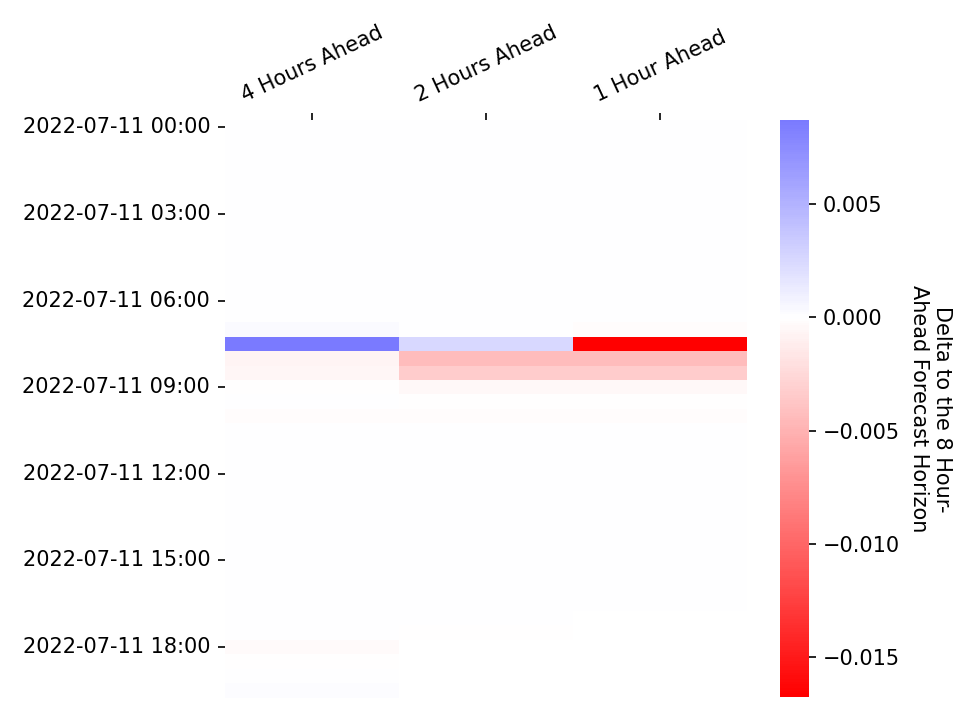 4 Hours Ahead
2 Hours Ahead
1 Hour Ahead
2022-07-11 00:00
2022-07-11 03:00
2022-07-11 06:00
2022-07-11 09:00
2022-07-11 12:00
2022-07-11 15:00
2022-07-11 18:00
0.005
0.000
−0.005
−0.010
−0.015
Delta to the 8 Hour-
Ahead Forecast Horizon